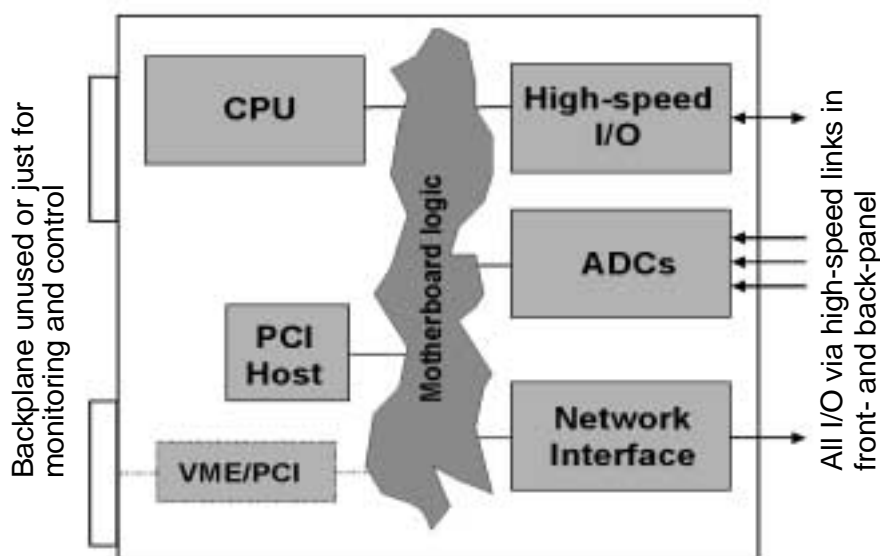 Backplane unused or just for
monitoring and control
CPU
High-speed
I/O
ADCs
PCI
Host
Motherboard logic
Network
Interface
VME/PCI
All I/O via high-speed links in
front- and back-panel